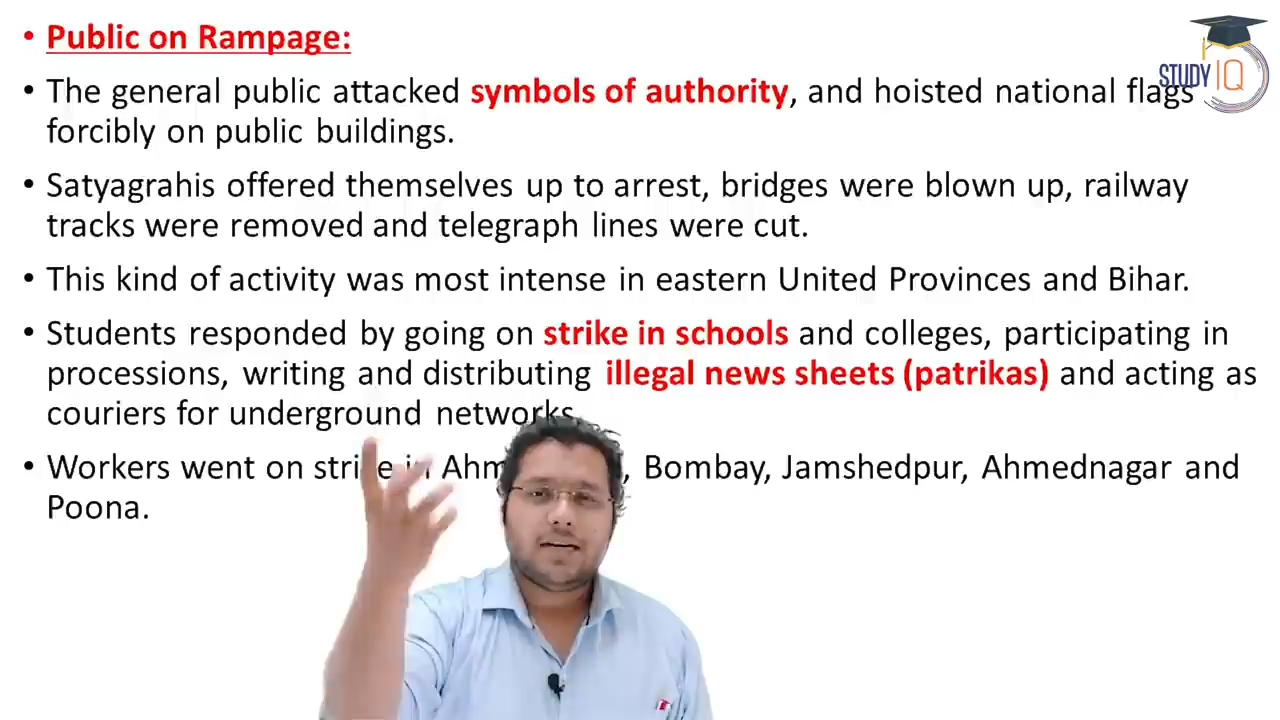 • Public on Rampage:
• The general public attacked symbols of authority, and hoisted national flags
forcibly on public buildings.
• Satyagrahis offered themselves up to arrest, bridges were blown up, railway
tracks were removed and telegraph lines were cut.
• This kind of activity was most intense in eastern United Provinces and Bihar.
• Students responded by going on strike in schools and colleges, participating in
processions, writing and distributing illegal news sheets (patrikas) and acting as
couriers for underground networks.
• Workers went on strike in Bombay, Jamshedpur, Ahmednagar and
Poona.
STUDY IQ